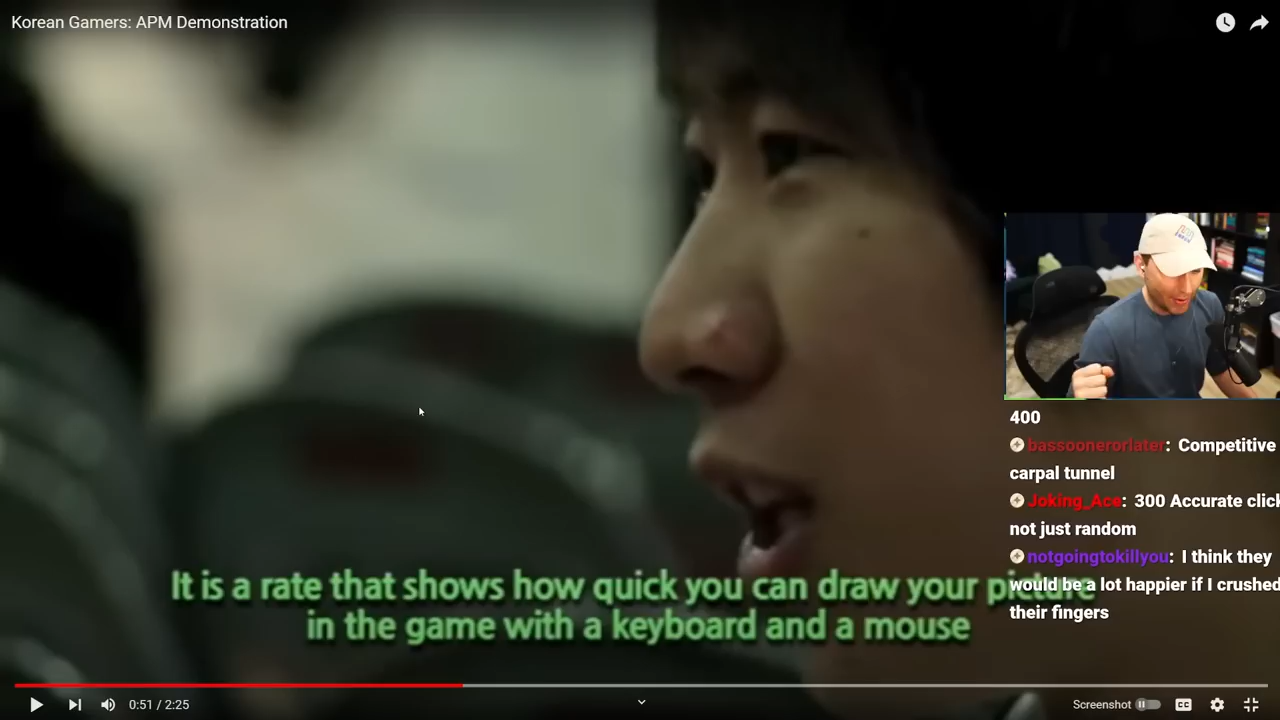 Korean Gamers: APM Demonstration
400
bassoonerorlater: Competitive
carpal tunnel
Joking_Ace: 300 Accurate click
not just random
notgoingtokillyou: I think they
would be a lot happier if I crushed
their fingers
It is a rate that shows how quick you can draw your picture
in the game with a keyboard and a mouse
0:51 / 2:25
Screenshot
CC